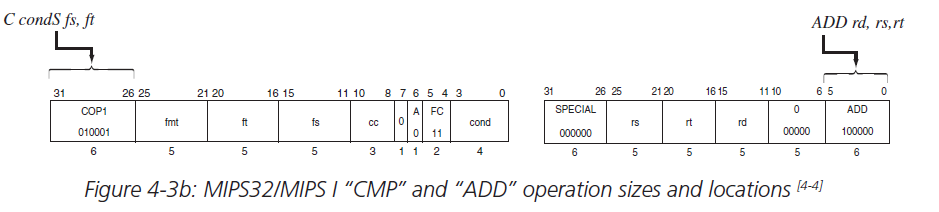 C condS fs, ft ADD rd, rs,rt
31 26 25 21 20 16 15 11 10 8 7 6 5 4 3 0 31 26 25 21 20 16 15 11 10 6 5 0
COP1 fmt ft fs cc 0 A FC cond SPECIAL rs rt rd 0 ADD
010001 0 11 000000 00000 100000
6 5 5 5 3 1 1 2 4 6 5 5 5 5 6
Figure 4-3b: MIPS32/MIPS I “CMP” and “ADD” operation sizes and locations [4-4]